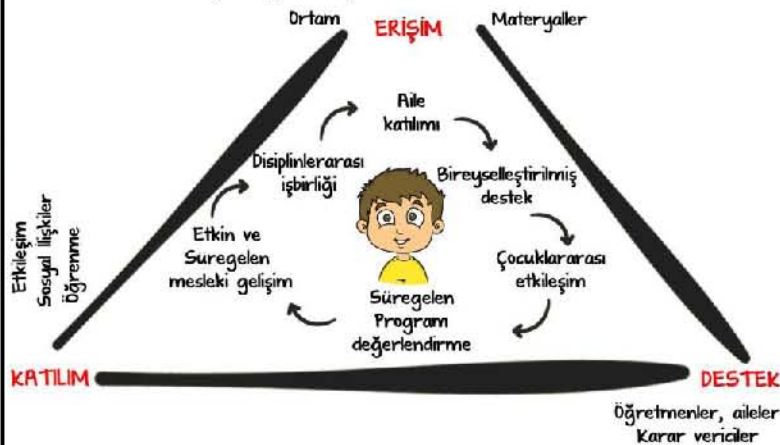 Ortam
ERİŞİM
Materyaller
Aile
katılımı
Disiplinlerarası
işbirliği
Bireyselleştirilmiş
destek
Etkin ve
Suregelen
mesleki gelişim
Çocuklararası
etkileşim
Süregelen
Program
değerlendirme
Etkileşim
Sosyal İlişkiler
Öğrenme
KATILIM
DESTEK
Öğretmenler, aileler
Karar vericiler